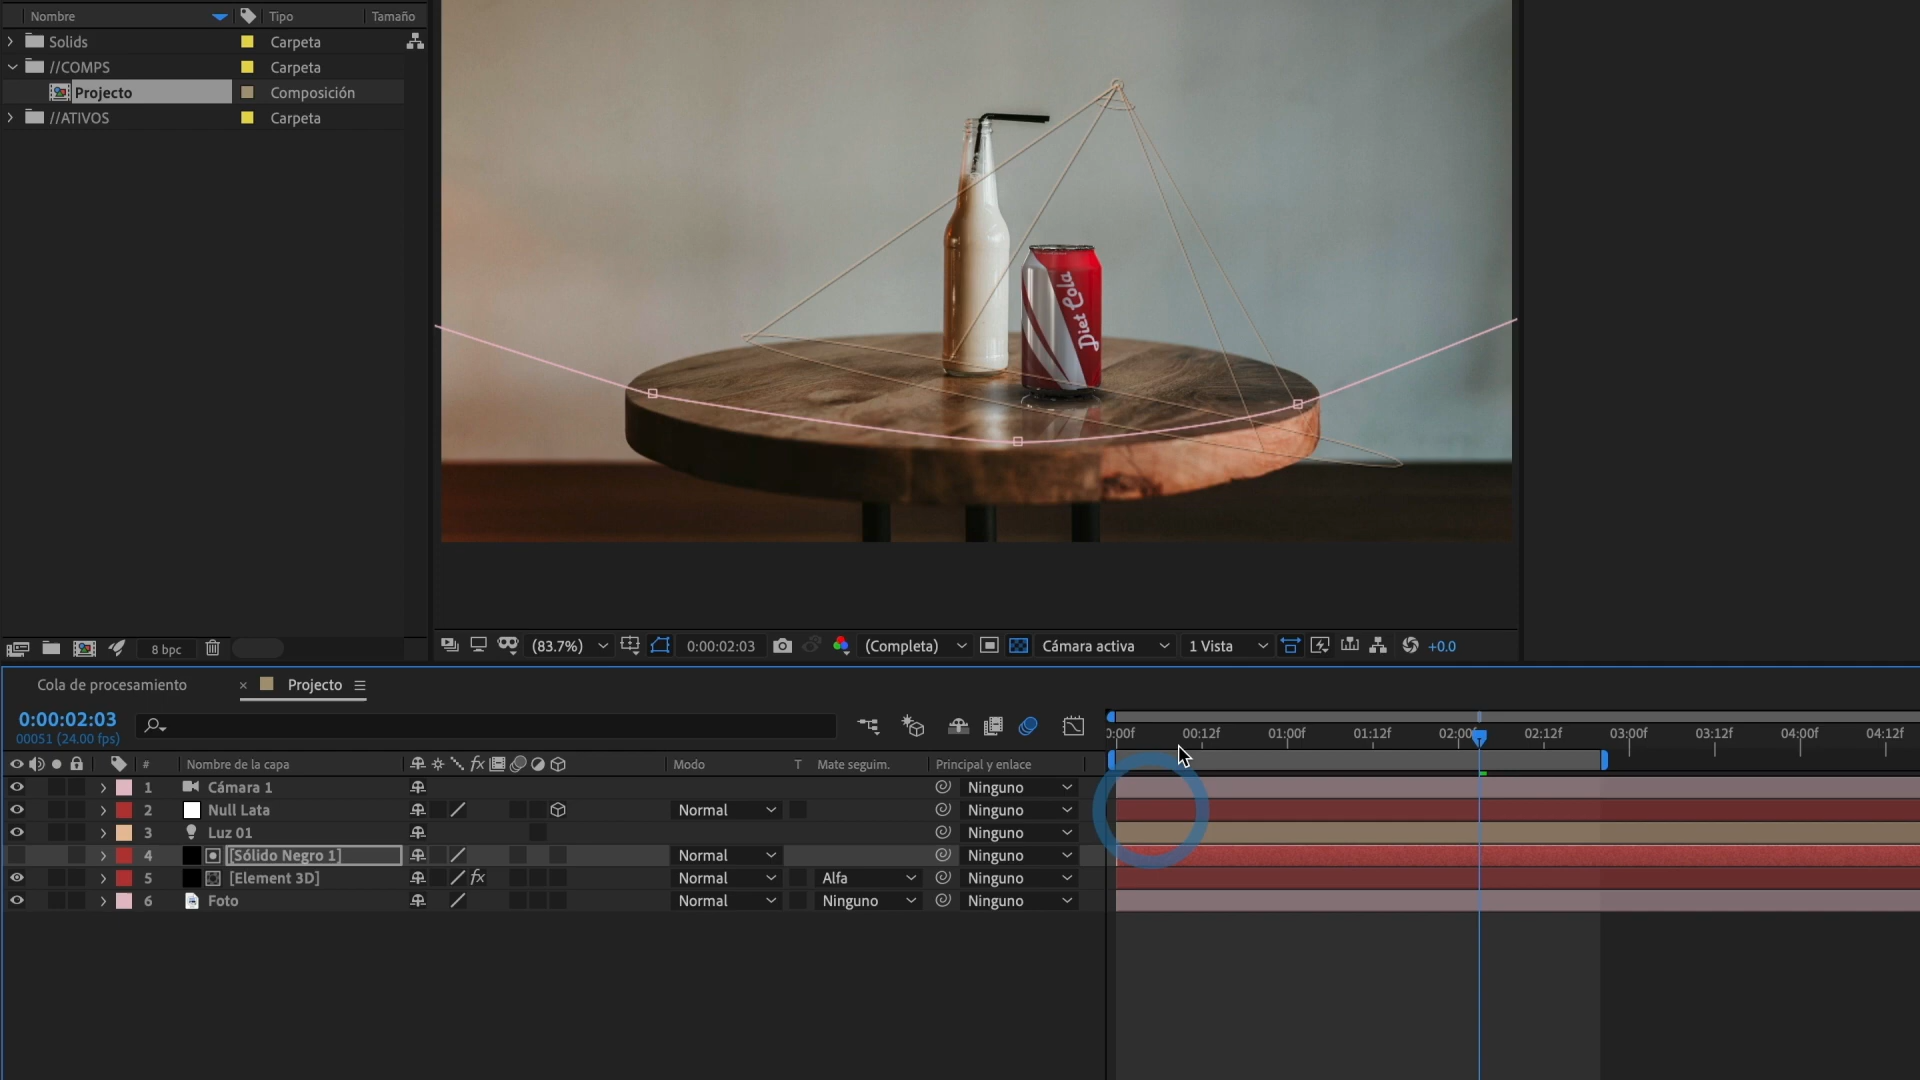 Nombre Tipo Tamaño
Solids Carpeta
//COMPS Carpeta
Projecto Composición
//ATIVOS Carpeta
Diet Cola
8 bpc
(83.7%) 0:00:02:03 (Completa) Cámara activa 1 Vista +0.0
Cola de procesamiento × Projecto
0:00:02:03
00051 (24.00 fps)
0:00f 00:12f 01:00f 01:12f 02:00f 02:12f 03:00f 03:12f 04:00f 04:12f
# Nombre de la capa fx Modo T Mate seguim. Principal y enlace
1 Cámara 1 Ninguno
2 Null Lata Normal Ninguno
3 Luz 01 Ninguno
4 [Sólido Negro 1] Normal Ninguno
5 [Element 3D] fx Normal Alfa Ninguno
6 Foto Normal Ninguno Ninguno